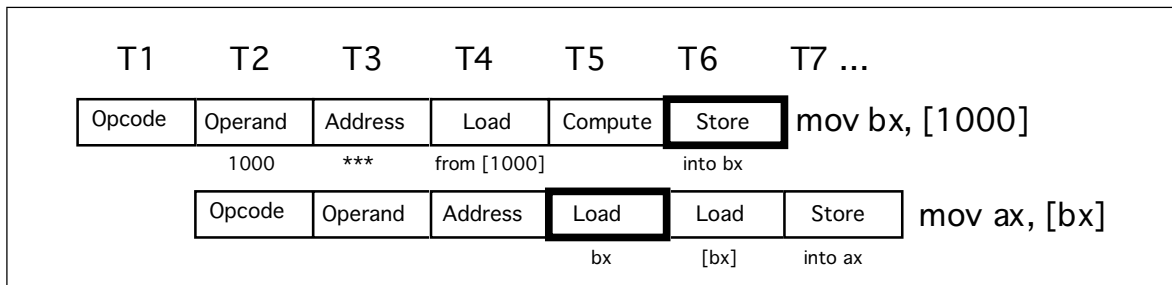 T1 T2 T3 T4 T5 T6 T7 ...
Opcode Operand Address Load Compute Store mov bx, [1000]
1000 *** from [1000] into bx
Opcode Operand Address Load Load Store mov ax, [bx]
bx [bx] into ax